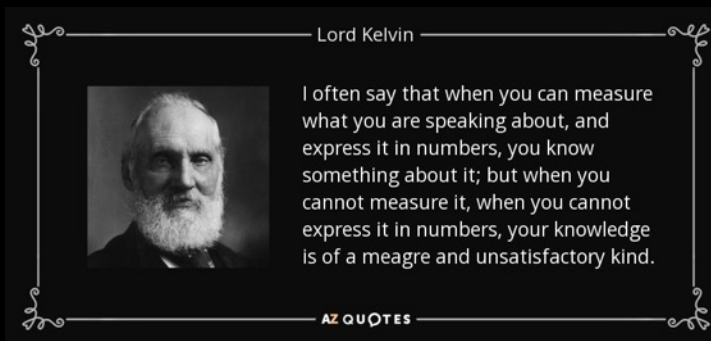 Lord Kelvin
I often say that when you can measure
what you are speaking about, and
express it in numbers, you know
something about it; but when you
cannot measure it, when you cannot
express it in numbers, your knowledge
is of a meagre and unsatisfactory kind.
AZ QUOTES